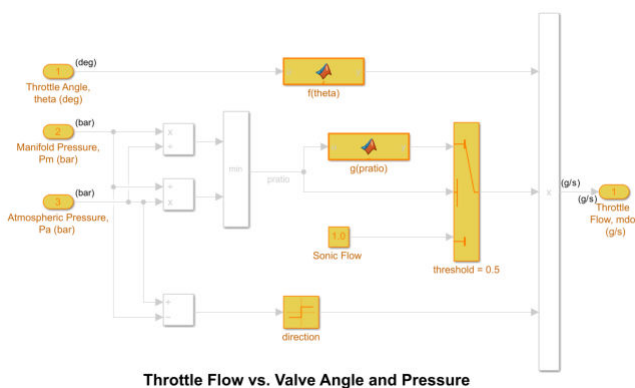 (deg)
1
Throttle Angle,
theta (deg)
f(theta)
(bar)
2
Manifold Pressure,
Pm (bar)
x
÷
min
pratio
g(pratio)
(bar)
3
Atmospheric Pressure,
Pa (bar)
÷
x
1.0
Sonic Flow
threshold = 0.5
x
(g/s)
(g/s)
1
Throttle
Flow, mdo
(g/s)
+
−
direction
Throttle Flow vs. Valve Angle and Pressure